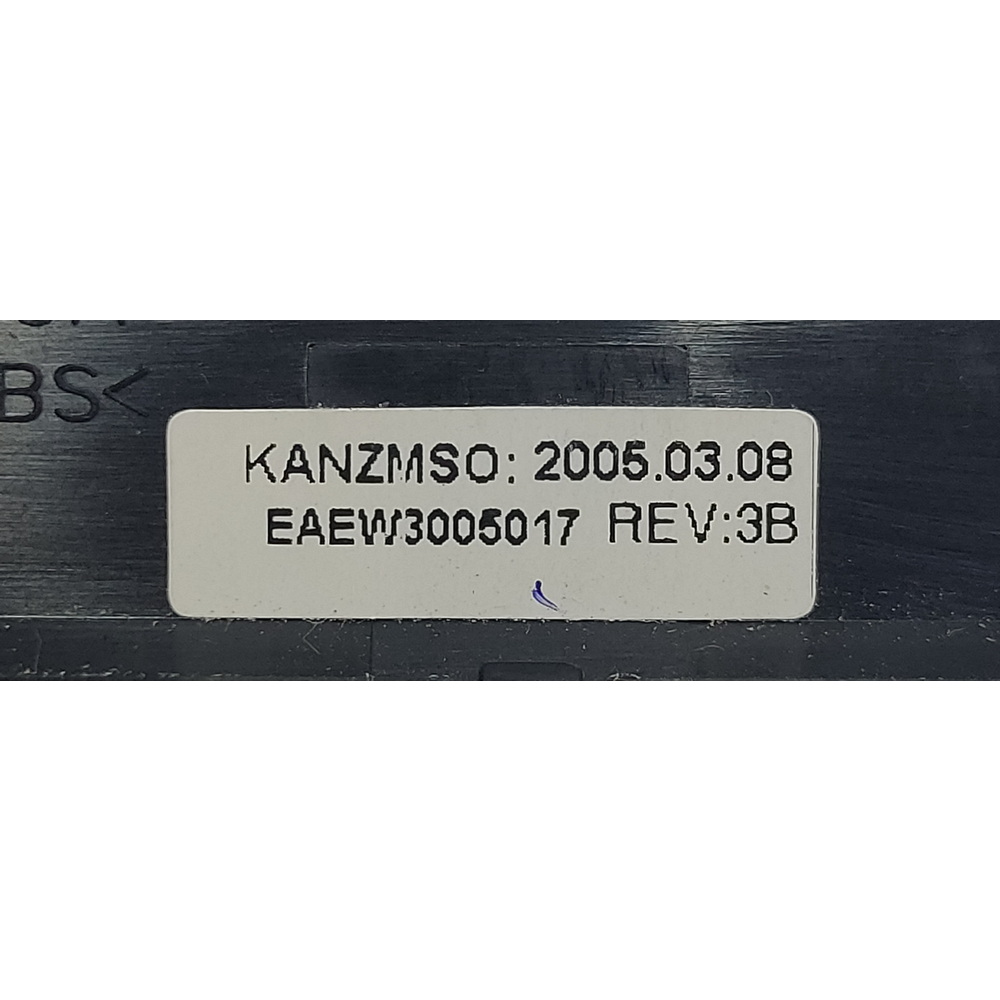 BS<
KANZMSO: 2005.03.08
EAEW3005017 REV:3B